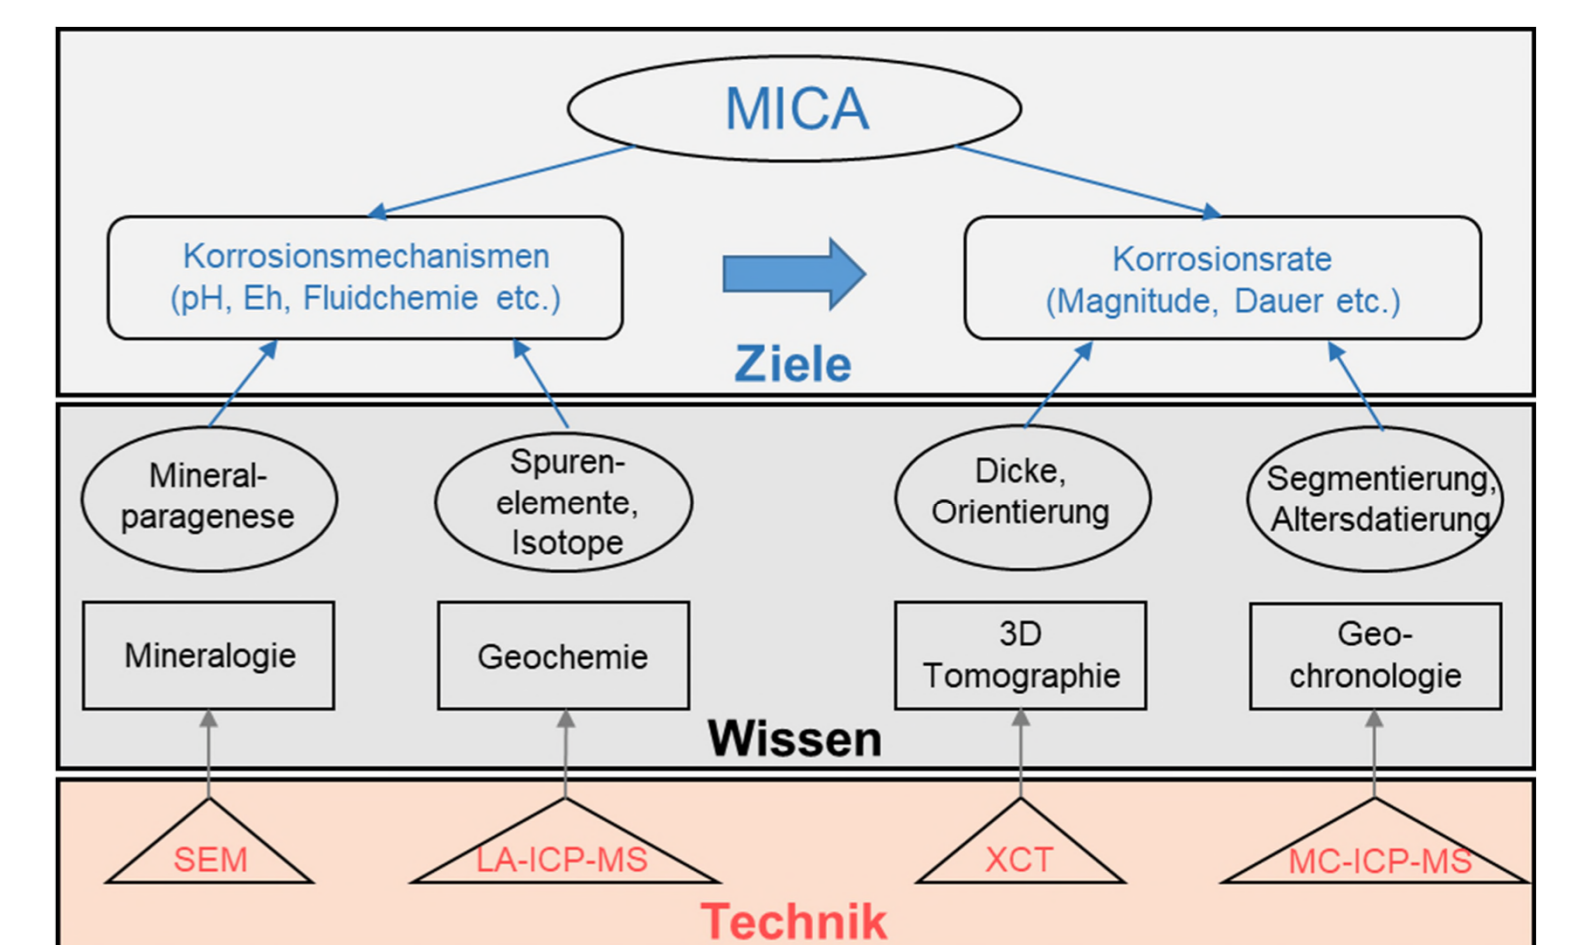 MICA
Korrosionsmechanismen
(pH, Eh, Fluidchemie etc.)
Korrosionsrate
(Magnitude, Dauer etc.)
Ziele
Mineral-
paragenese
Spuren-
elemente,
Isotope
Dicke,
Orientierung
Segmentierung,
Altersdatierung
Mineralogie
Geochemie
3D
Tomographie
Geo-
chronologie
Wissen
SEM
LA-ICP-MS
XCT
MC-ICP-MS
Technik